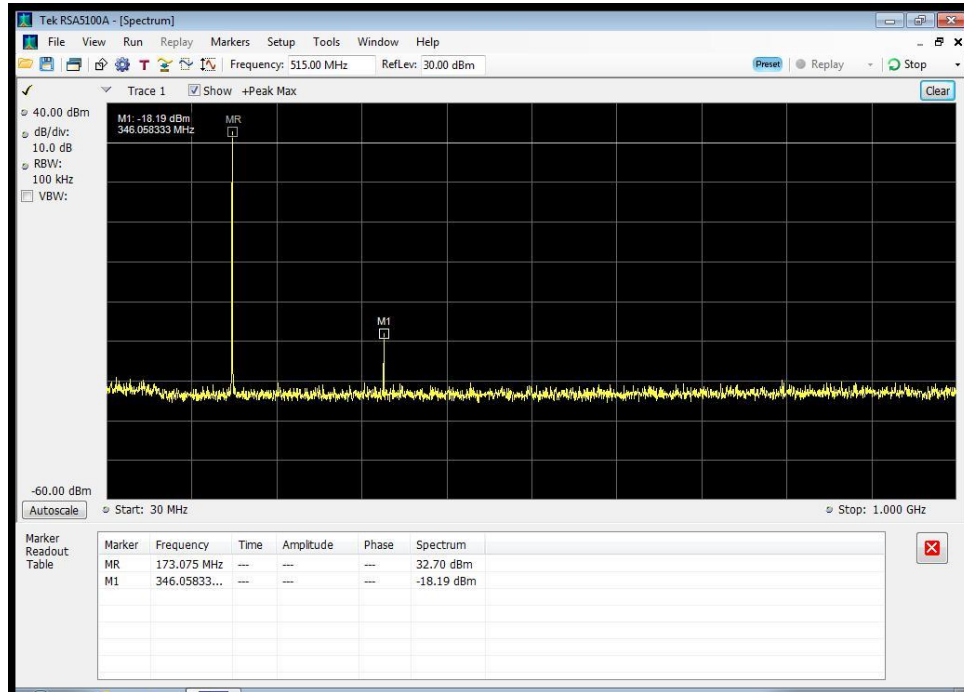 Tek RSA5100A - [Spectrum]
File View Run Replay Markers Setup Tools Window Help
T Frequency: 515.00 MHz RefLev: 30.00 dBm Preset Replay Stop
Trace 1 Show +Peak Max Clear
40.00 dBm
dB/div:
10.0 dB
RBW:
100 kHz
VBW:
M1: -18.19 dBm
346.058333 MHz
MR
M1
-60.00 dBm
Autoscale Start: 30 MHz Stop: 1.000 GHz
Marker Readout Table
Marker Frequency Time Amplitude Phase Spectrum
MR 173.075 MHz --- --- --- 32.70 dBm
M1 346.05833... --- --- --- -18.19 dBm